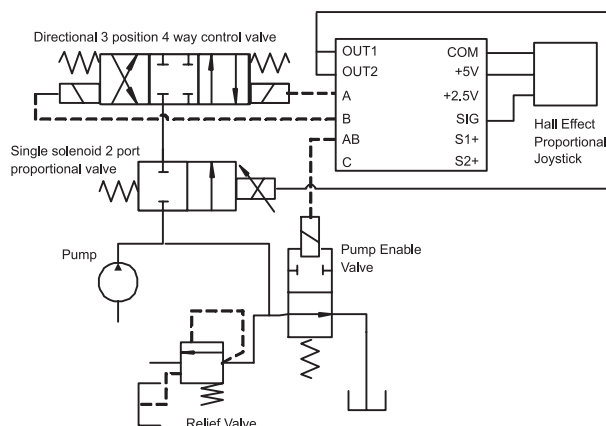 Directional 3 position 4 way control valve
OUT1
OUT2
A
B
AB
C
COM
+5V
+2.5V
SIG
S1+
S2+
Hall Effect
Proportional
Joystick
Single solenoid 2 port
proportional valve
Pump
Pump Enable
Valve
Relief Valve